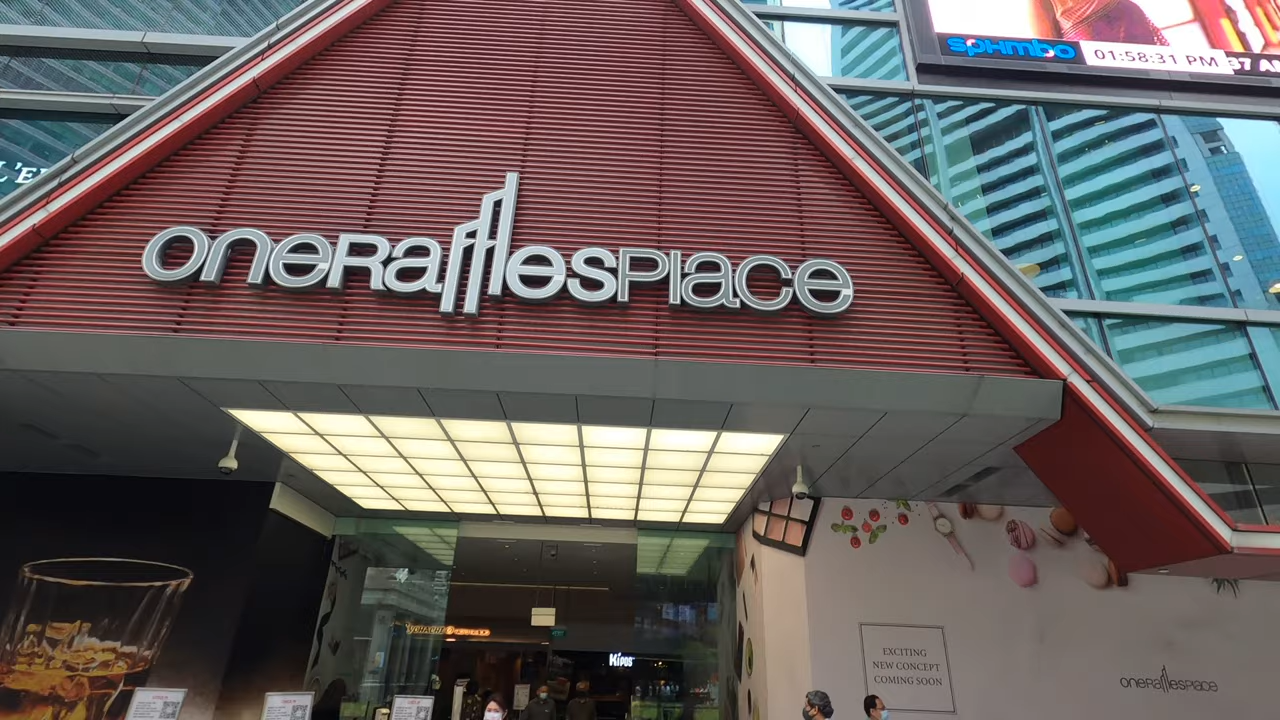 sphmbo
01:58:31 PM
L'E
oneRafflesPlace
Kipos
EXCITING
NEW CONCEPT
COMING SOON
oneRafflesPlace